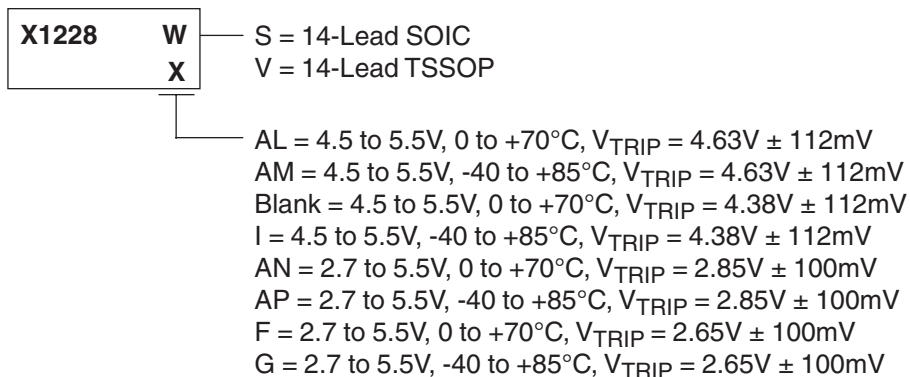 X1228 W S = 14-Lead SOIC
X V = 14-Lead TSSOP
AL = 4.5 to 5.5V, 0 to +70°C, VTRIP = 4.63V ± 112mV
AM = 4.5 to 5.5V, -40 to +85°C, VTRIP = 4.63V ± 112mV
Blank = 4.5 to 5.5V, 0 to +70°C, VTRIP = 4.38V ± 112mV
I = 4.5 to 5.5V, -40 to +85°C, VTRIP = 4.38V ± 112mV
AN = 2.7 to 5.5V, 0 to +70°C, VTRIP = 2.85V ± 100mV
AP = 2.7 to 5.5V, -40 to +85°C, VTRIP = 2.85V ± 100mV
F = 2.7 to 5.5V, 0 to +70°C, VTRIP = 2.65V ± 100mV
G = 2.7 to 5.5V, -40 to +85°C, VTRIP = 2.65V ± 100mV